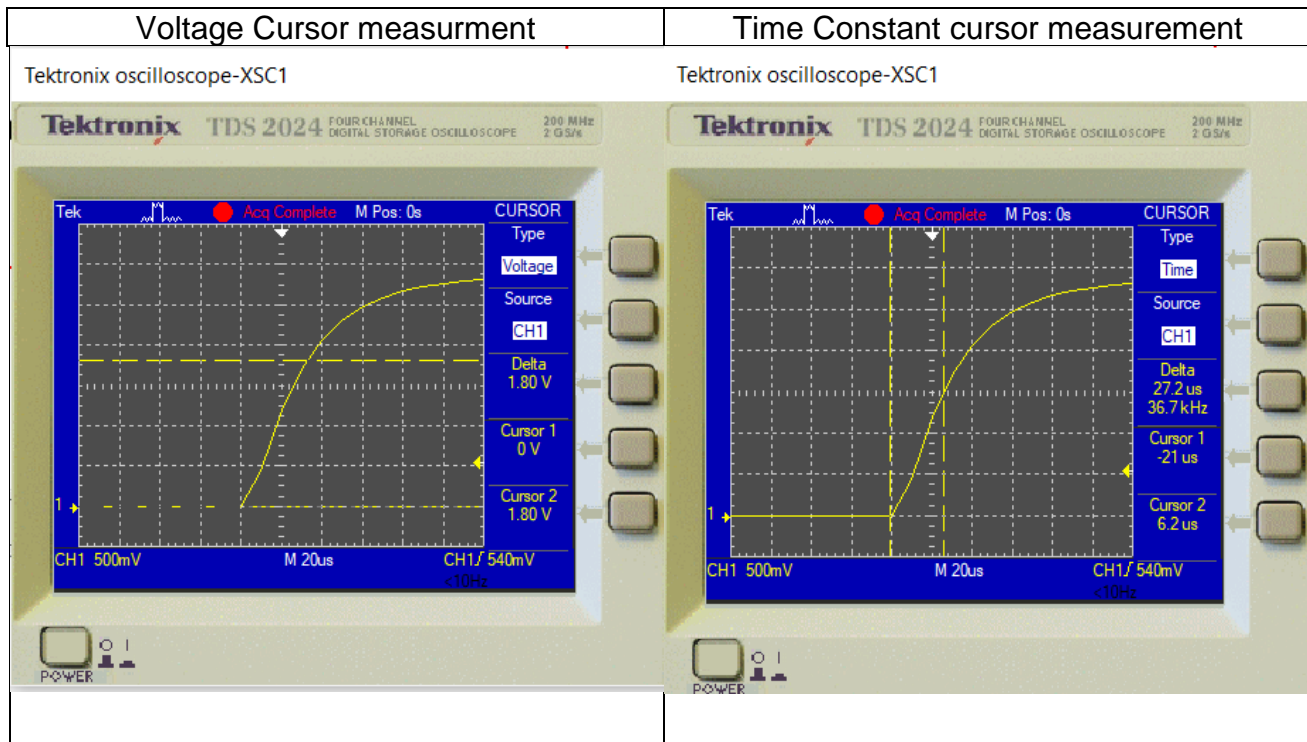 Voltage Cursor measurment
Time Constant cursor measurement
Tektronix oscilloscope-XSC1
Tektronix TDS 2024 FOUR CHANNEL DIGITAL STORAGE OSCILLOSCOPE 200 MHz 2 GS/s
Tek Acq Complete M Pos: 0s CURSOR
Type
Voltage
Source
CH1
Delta
1.80 V
Cursor 1
0 V
Cursor 2
1.80 V
1
CH1 500mV M 20us CH1 540mV
<10Hz
POWER
Tektronix oscilloscope-XSC1
Tektronix TDS 2024 FOUR CHANNEL DIGITAL STORAGE OSCILLOSCOPE 200 MHz 2 GS/s
Tek Acq Complete M Pos: 0s CURSOR
Type
Time
Source
CH1
Delta
27.2 us
36.7 kHz
Cursor 1
-21 us
Cursor 2
6.2 us
1
CH1 500mV M 20us CH1 540mV
<10Hz
POWER